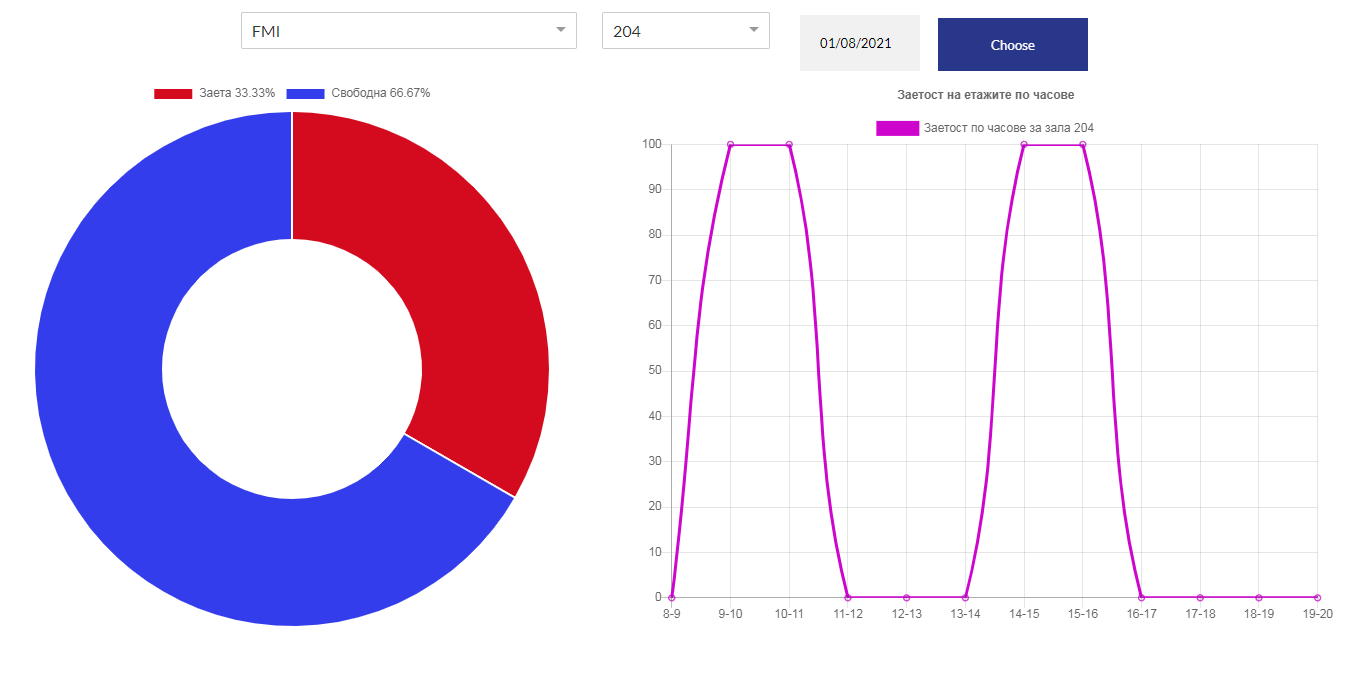 FMI
204
01/08/2021
Choose
Заета 33.33%
Свободна 66.67%
Заетост на етажите по часове
Заетост по часове за зала 204
100
90
80
70
60
50
40
30
20
10
0
8-9 9-10 10-11 11-12 12-13 13-14 14-15 15-16 16-17 17-18 18-19 19-20